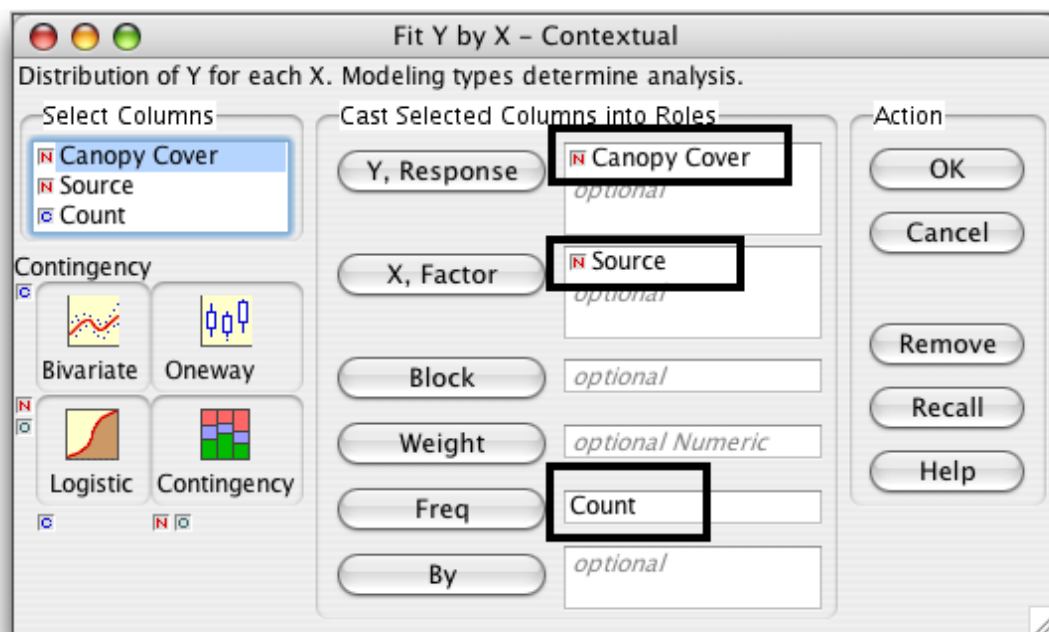 Fit Y by X – Contextual
Distribution of Y for each X. Modeling types determine analysis.
Select Columns
N Canopy Cover
N Source
C Count
Contingency
C
Bivariate
Oneway
N
O
Logistic
Contingency
C
N O
Cast Selected Columns into Roles
Y, Response
N Canopy Cover
optional
X, Factor
N Source
optional
Block
optional
Weight
optional Numeric
Freq
Count
By
optional
Action
OK
Cancel
Remove
Recall
Help